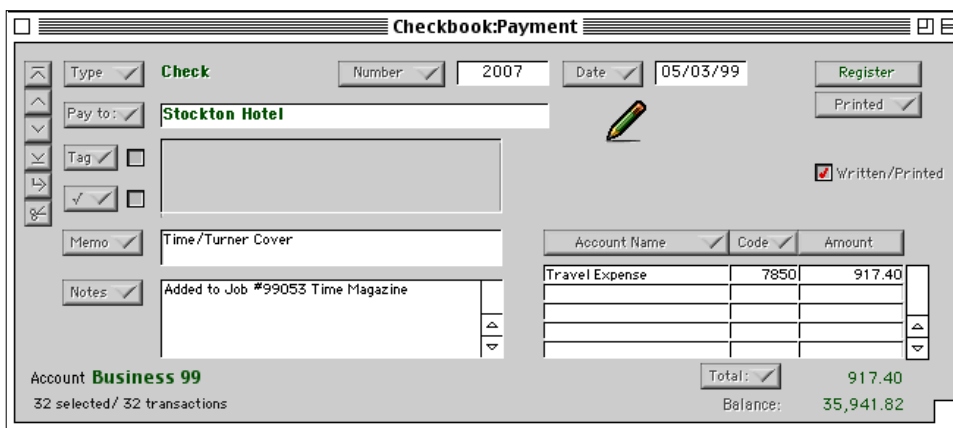 Checkbook:Payment
Type Check Number 2007 Date 05/03/99 Register
Pay to: Stockton Hotel Printed
Tag
√ Written/Printed
Memo Time/Turner Cover Account Name Code Amount
Travel Expense 7850 917.40
Notes Added to Job #99053 Time Magazine
Account Business 99 Total: 917.40
32 selected/ 32 transactions Balance: 35,941.82